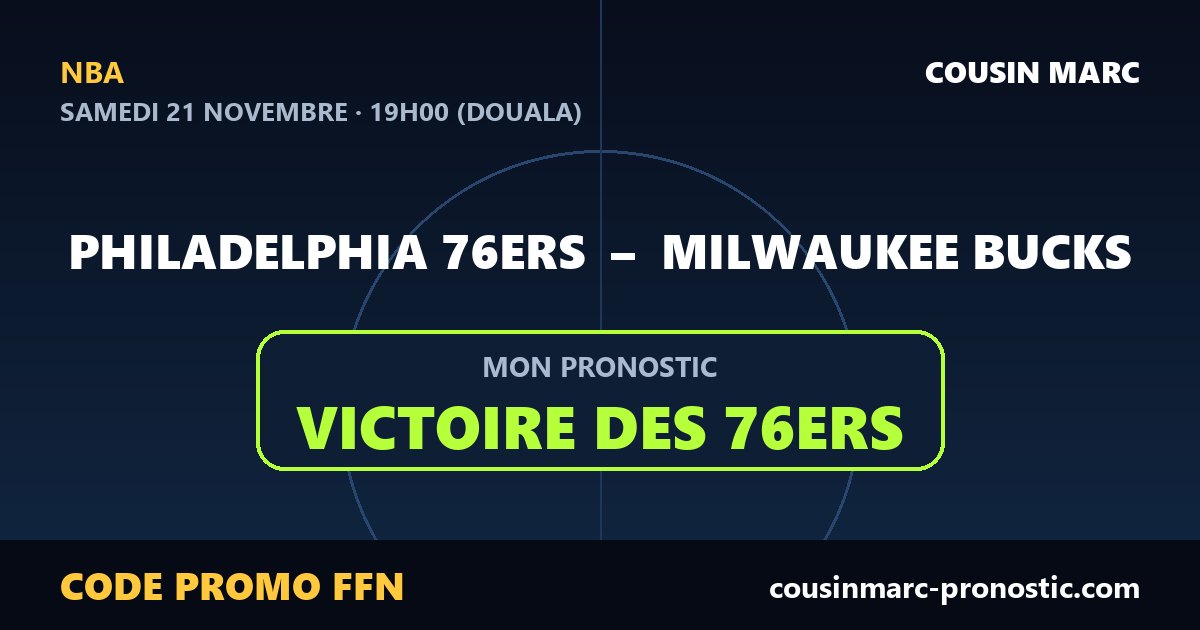 NBA
COUSIN MARC
SAMEDI 21 NOVEMBRE · 19H00 (DOUALA)
PHILADELPHIA 76ERS – MILWAUKEE BUCKS
MON PRONOSTIC
VICTOIRE DES 76ERS
CODE PROMO FFN
cousinmarc-pronostic.com